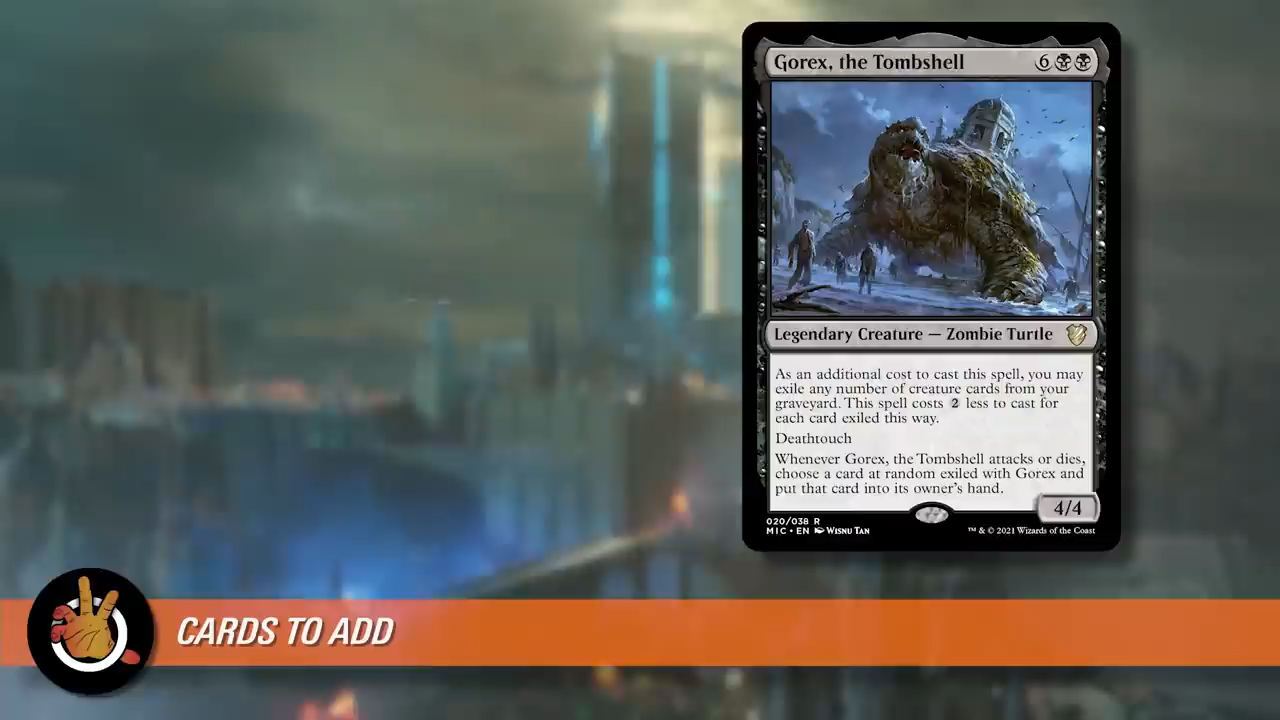 Gorex, the Tombshell 6
Legendary Creature — Zombie Turtle
As an additional cost to cast this spell, you may
exile any number of creature cards from your
graveyard. This spell costs 2 less to cast for
each card exiled this way.
Deathtouch
Whenever Gorex, the Tombshell attacks or dies,
choose a card at random exiled with Gorex and
put that card into its owner's hand.
4/4
020/038 R
MIC • EN Wisnu Tan
™ & © 2021 Wizards of the Coast
CARDS TO ADD